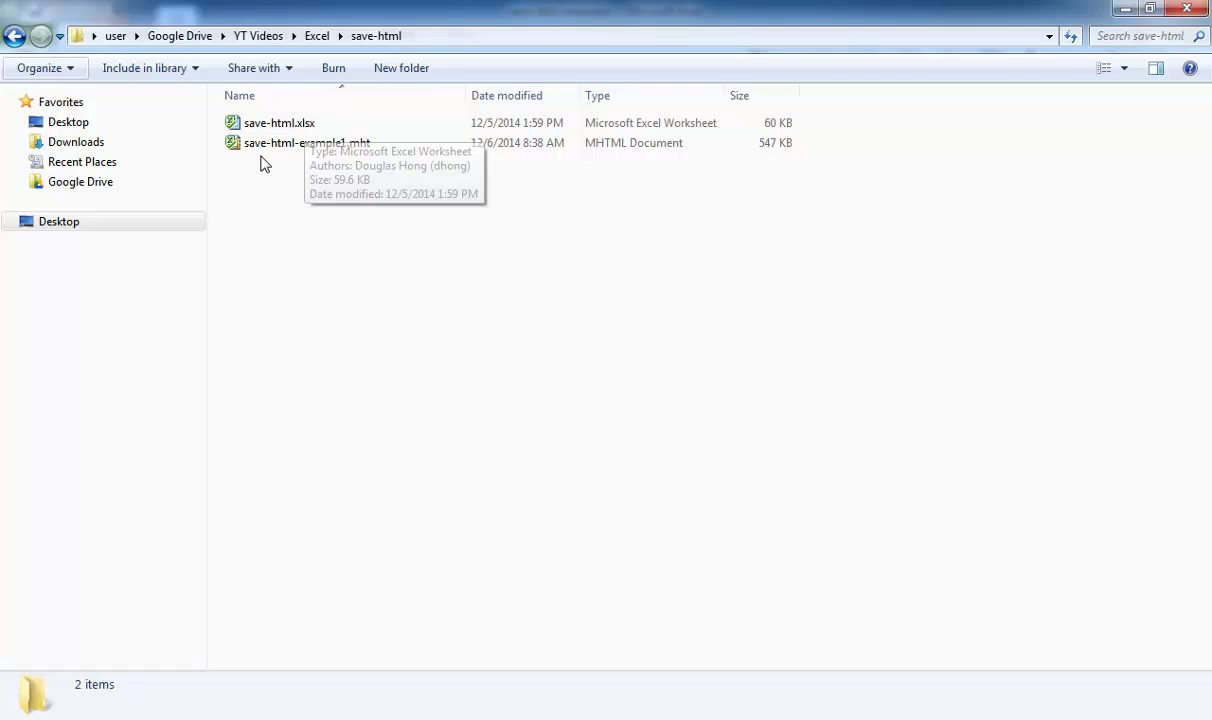 user Google Drive YT Videos Excel save-html
Search save-html
Organize Include in library Share with Burn New folder
Favorites
Desktop
Downloads
Recent Places
Google Drive
Desktop
Name Date modified Type Size
save-html.xlsx 12/5/2014 1:59 PM Microsoft Excel Worksheet 60 KB
save-html-example1.mht 12/6/2014 8:38 AM MHTML Document 547 KB
Type: Microsoft Excel Worksheet
Authors: Douglas Hong (dhong)
Size: 59.6 KB
Date modified: 12/5/2014 1:59 PM
2 items